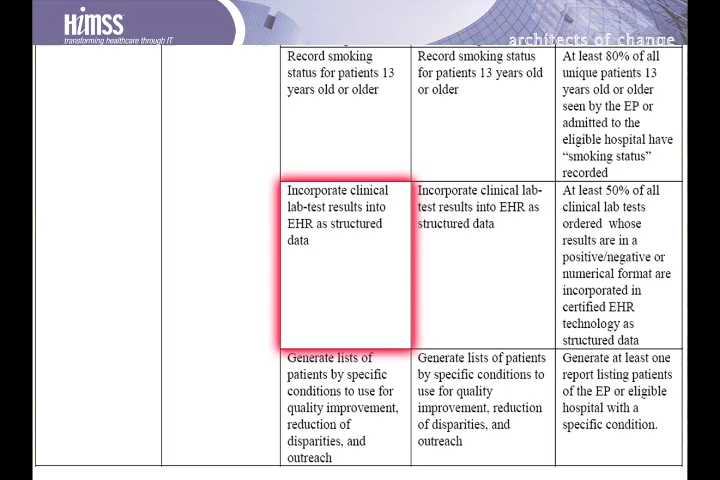 HiMSS
transforming healthcare through IT
architects of change
Record smoking
status for patients 13
years old or older
Record smoking status
for patients 13 years old
or older
At least 80% of all
unique patients 13
years old or older
seen by the EP or
admitted to the
eligible hospital have
“smoking status”
recorded
Incorporate clinical
lab-test results into
EHR as structured
data
Incorporate clinical lab-
test results into EHR as
structured data
At least 50% of all
clinical lab tests
ordered whose
results are in a
positive/negative or
numerical format are
incorporated in
certified EHR
technology as
structured data
Generate lists of
patients by specific
conditions to use for
quality improvement,
reduction of
disparities, and
outreach
Generate lists of patients
by specific conditions to
use for quality
improvement, reduction
of disparities, and
outreach
Generate at least one
report listing patients
of the EP or eligible
hospital with a
specific condition.